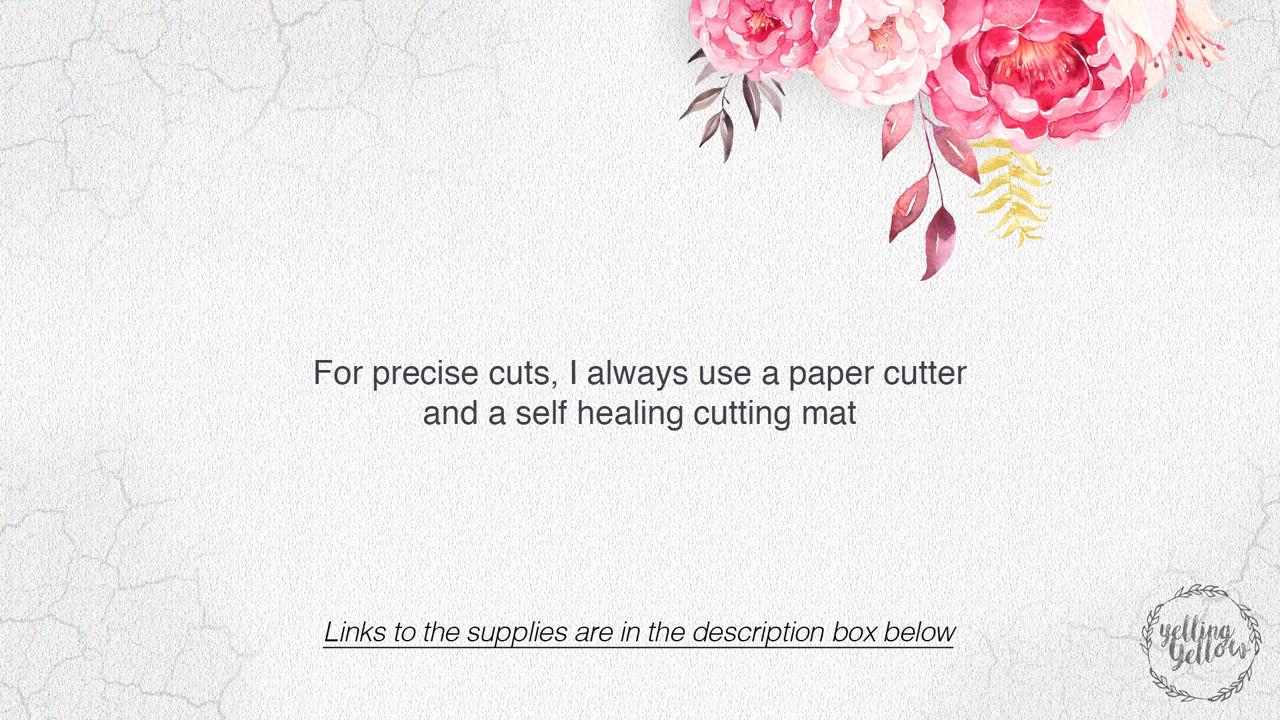 For precise cuts, I always use a paper cutter
and a self healing cutting mat
Links to the supplies are in the description box below
yelling
yellow